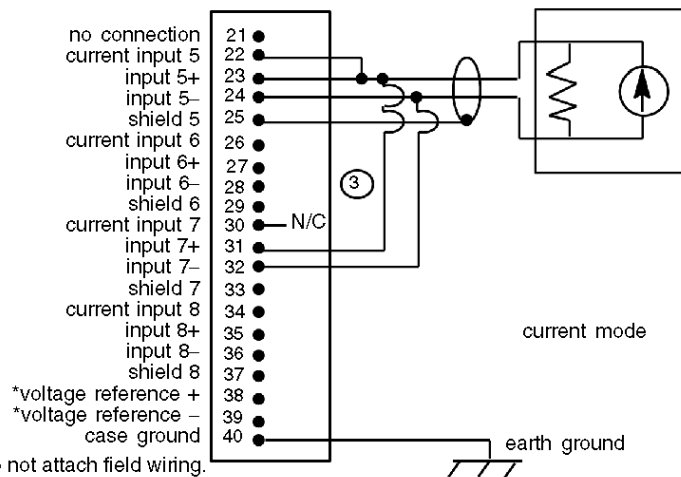 no connection 21
current input 5 22
input 5+ 23
input 5– 24
shield 5 25
current input 6 26
input 6+ 27
input 6– 28
shield 6 29
current input 7 30 N/C
input 7+ 31
input 7– 32
shield 7 33
current input 8 34
input 8+ 35
input 8– 36
shield 8 37
*voltage reference + 38
*voltage reference – 39
case ground 40
3
current mode
earth ground
not attach field wiring.